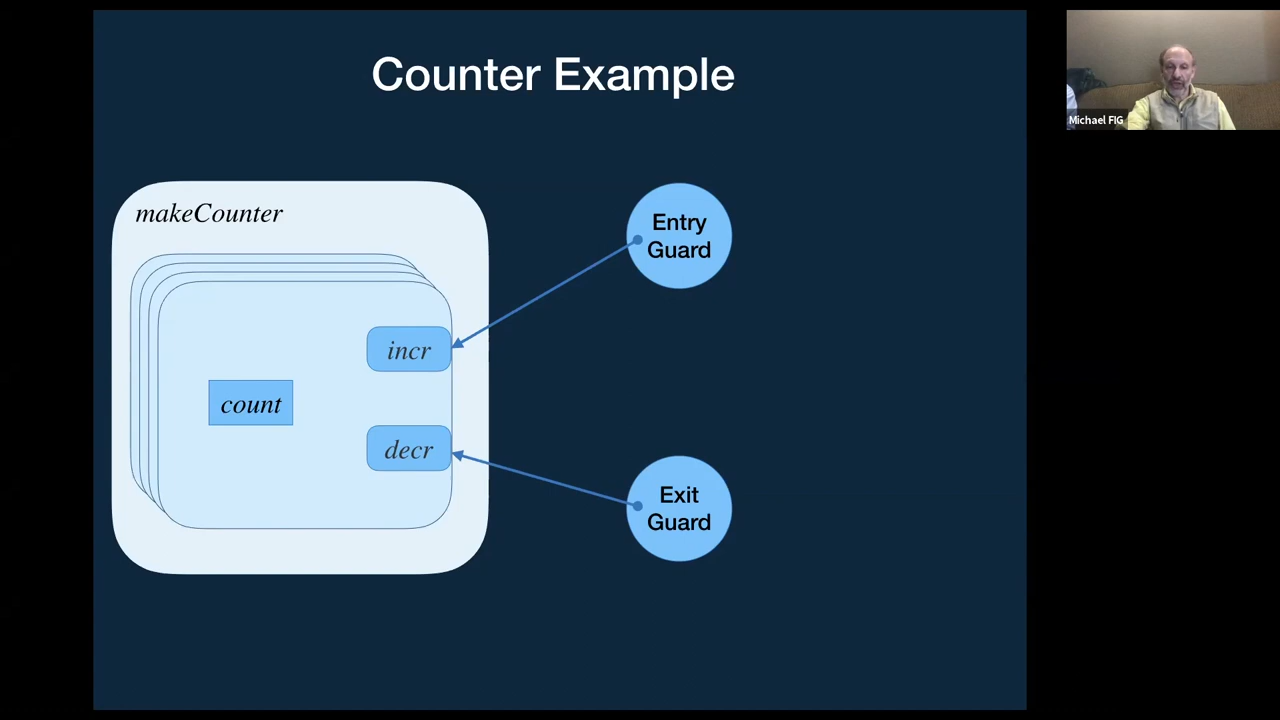 Counter Example
makeCounter
incr
count
decr
Entry
Guard
Exit
Guard
Michael FIG